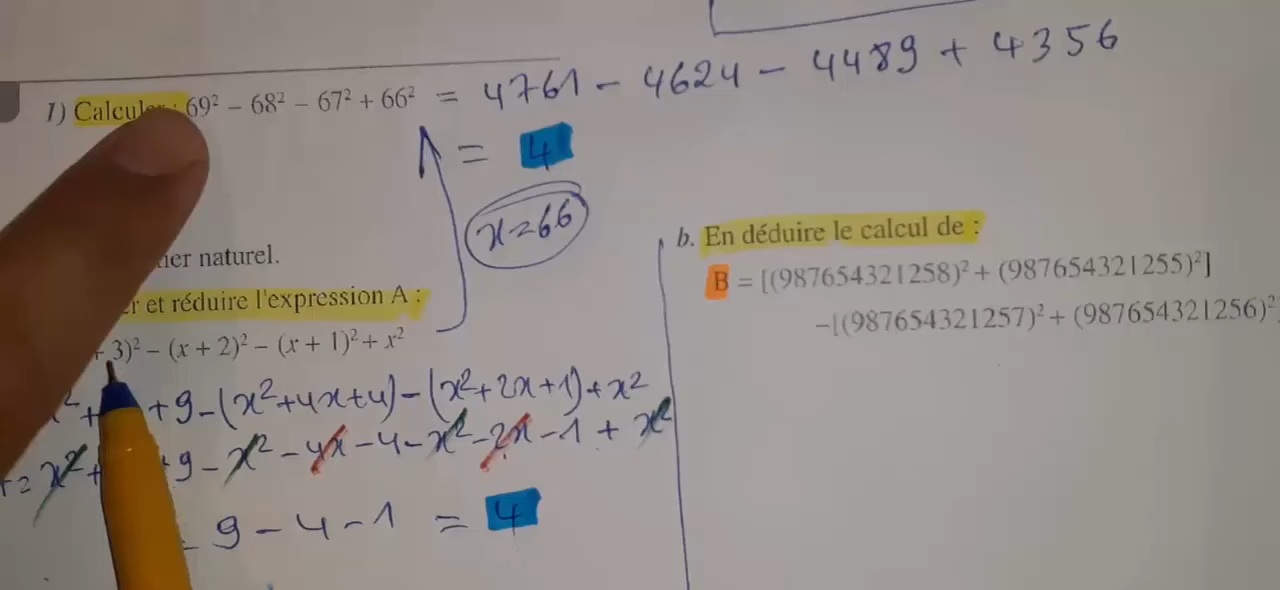 1) Calculer : 69² − 68² − 67² + 66² = 4761 − 4624 − 4489 + 4356
= 4
x = 66
naturel.
et réduire l'expression A :
3)² − (x + 2)² − (x + 1)² + x²
+ 9 − (x² + 4x + 4) − (x² + 2x + 1) + x²
= x² + 9 − x² − 4x − 4 − x² − 2x − 1 + x²
= 9 − 4 − 1 = 4
b. En déduire le calcul de :
B = [(987654321258)² + (987654321255)²]
−[(987654321257)² + (987654321256)²